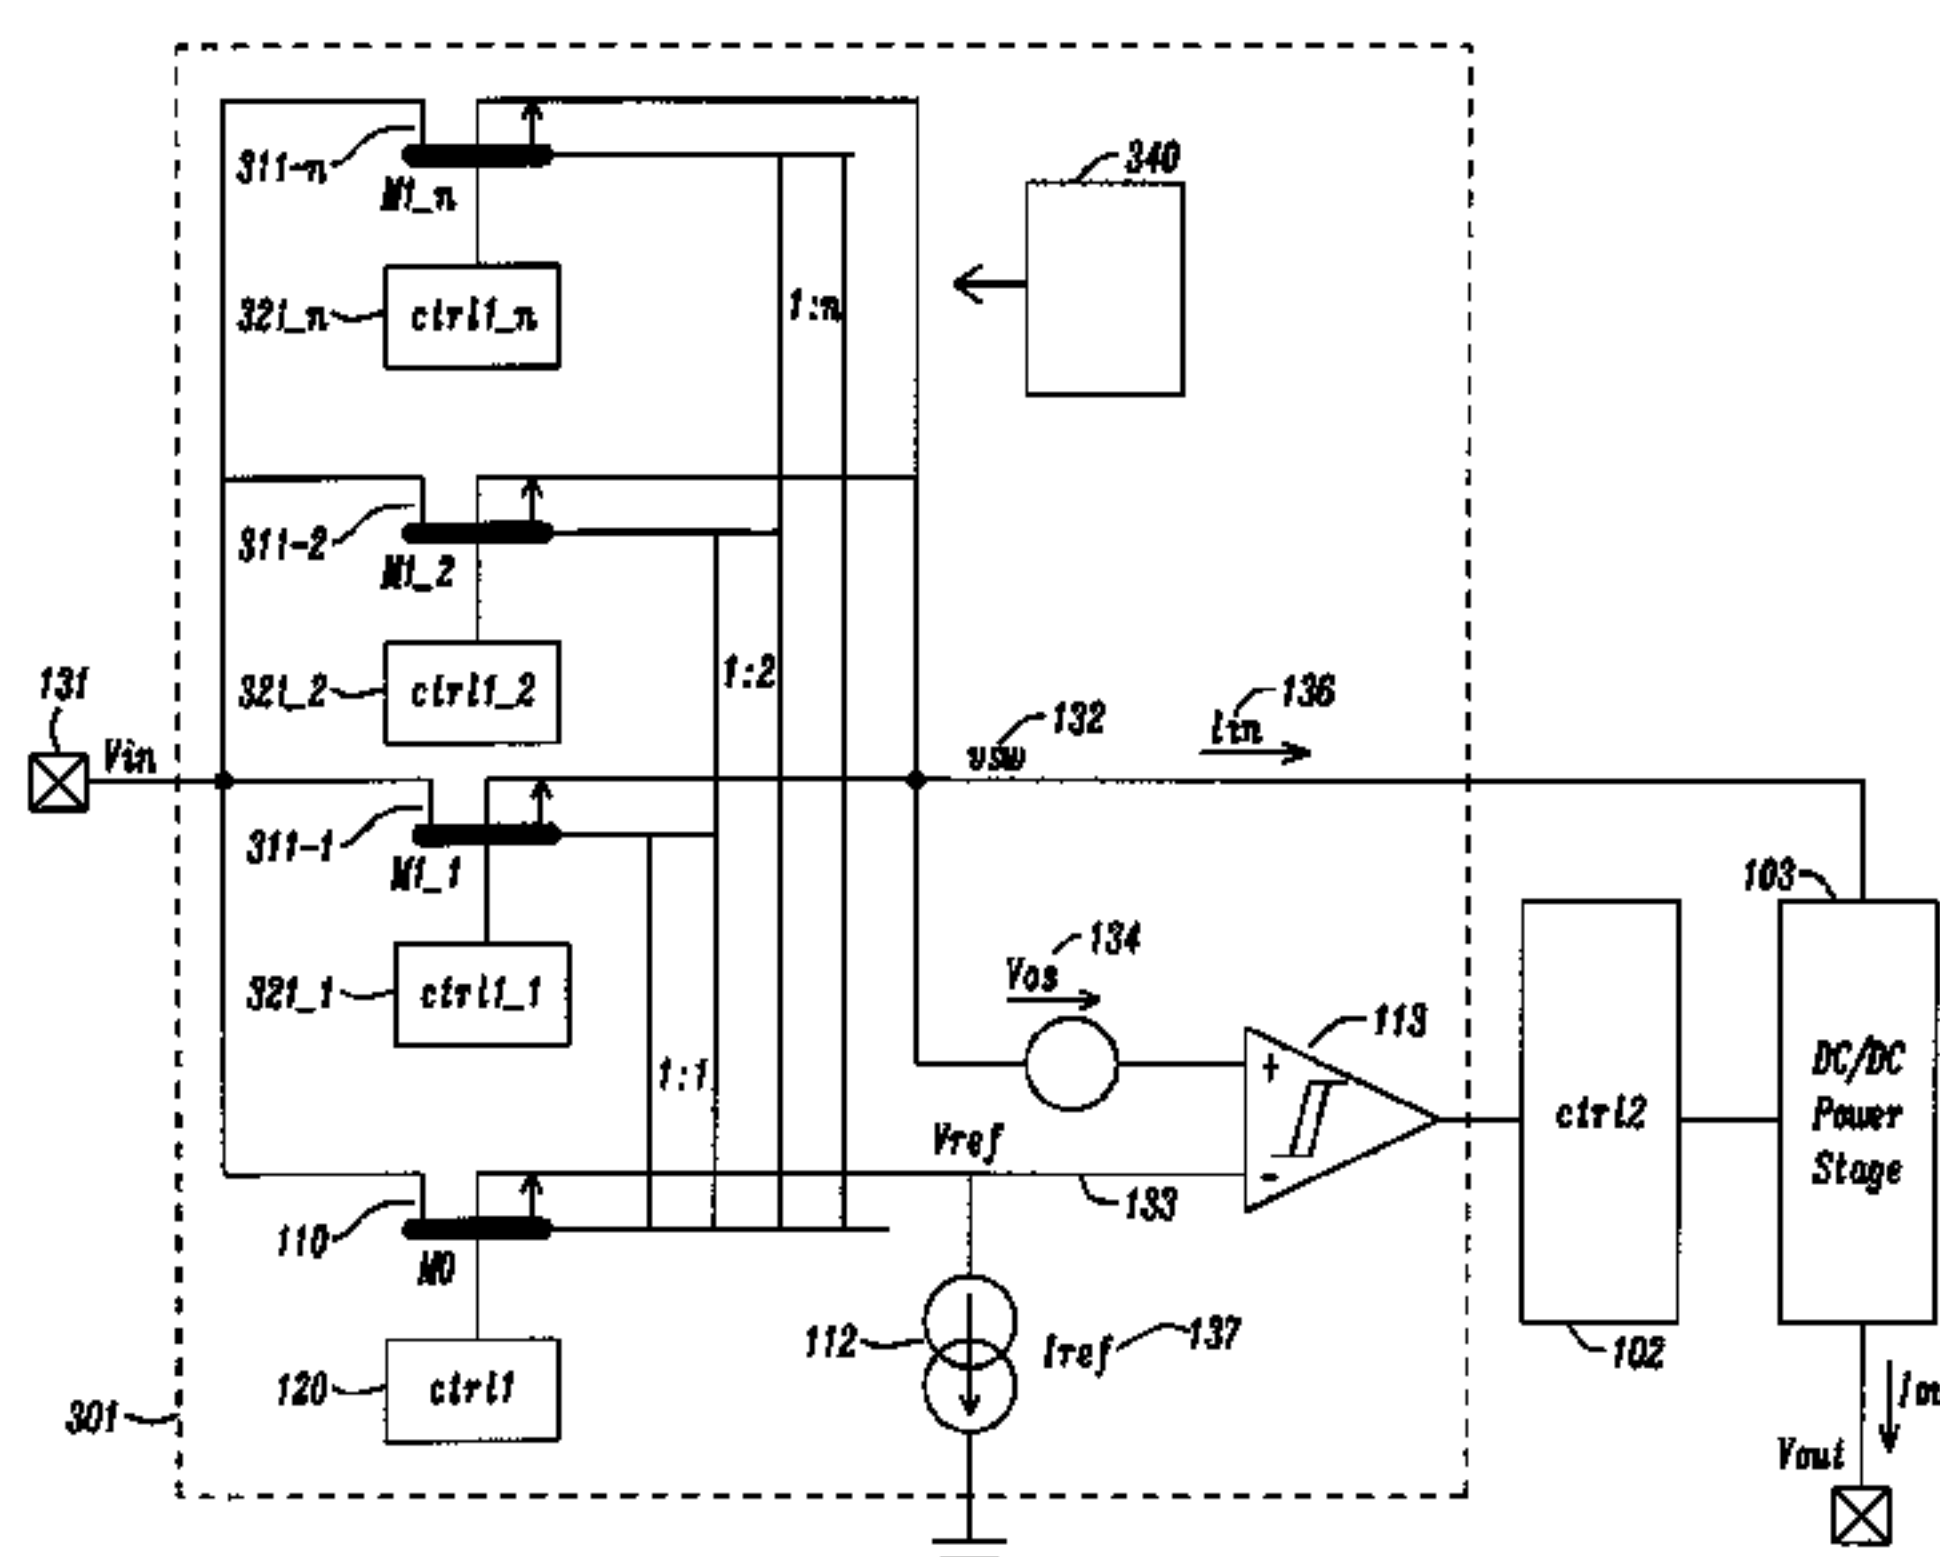 311-n
M1_n
340
321_n
ctrl1_n
1:n
311-2
M1_2
321_2
ctrl1_2
1:2
131
Vin
132
vsw
136
Iin
311-1
M1_1
321_1
ctrl1_1
1:1
134
Vos
113
+
-
103
DC/DC
Power
Stage
ctrl2
102
Vref
133
110
M0
120
ctrl1
112
Iref
137
301
Vout